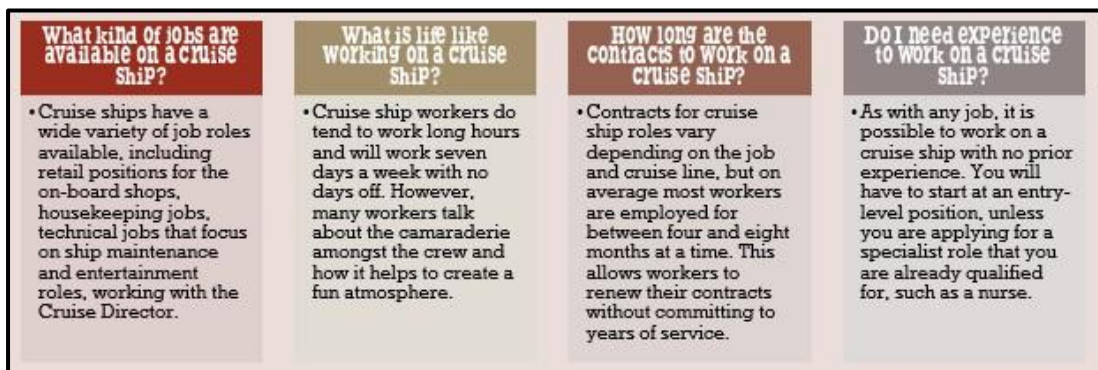 What kind of jobs are
available on a cruise
ship?
• Cruise ships have a
wide variety of job roles
available, including
retail positions for the
on-board shops,
housekeeping jobs,
technical jobs that focus
on ship maintenance
and entertainment
roles, working with the
Cruise Director.
What is life like
working on a cruise
ship?
• Cruise ship workers do
tend to work long hours
and will work seven
days a week with no
days off. However,
many workers talk
about the camaraderie
amongst the crew and
how it helps to create a
fun atmosphere.
How long are the
contracts to work on a
cruise ship?
• Contracts for cruise
ship roles vary
depending on the job
and cruise line, but on
average most workers
are employed for
between four and eight
months at a time. This
allows workers to
renew their contracts
without committing to
years of service.
Do I need experience
to work on a cruise
ship?
• As with any job, it is
possible to work on a
cruise ship with no prior
experience. You will
have to start at an entry-
level position, unless
you are applying for a
specialist role that you
are already qualified
for, such as a nurse.